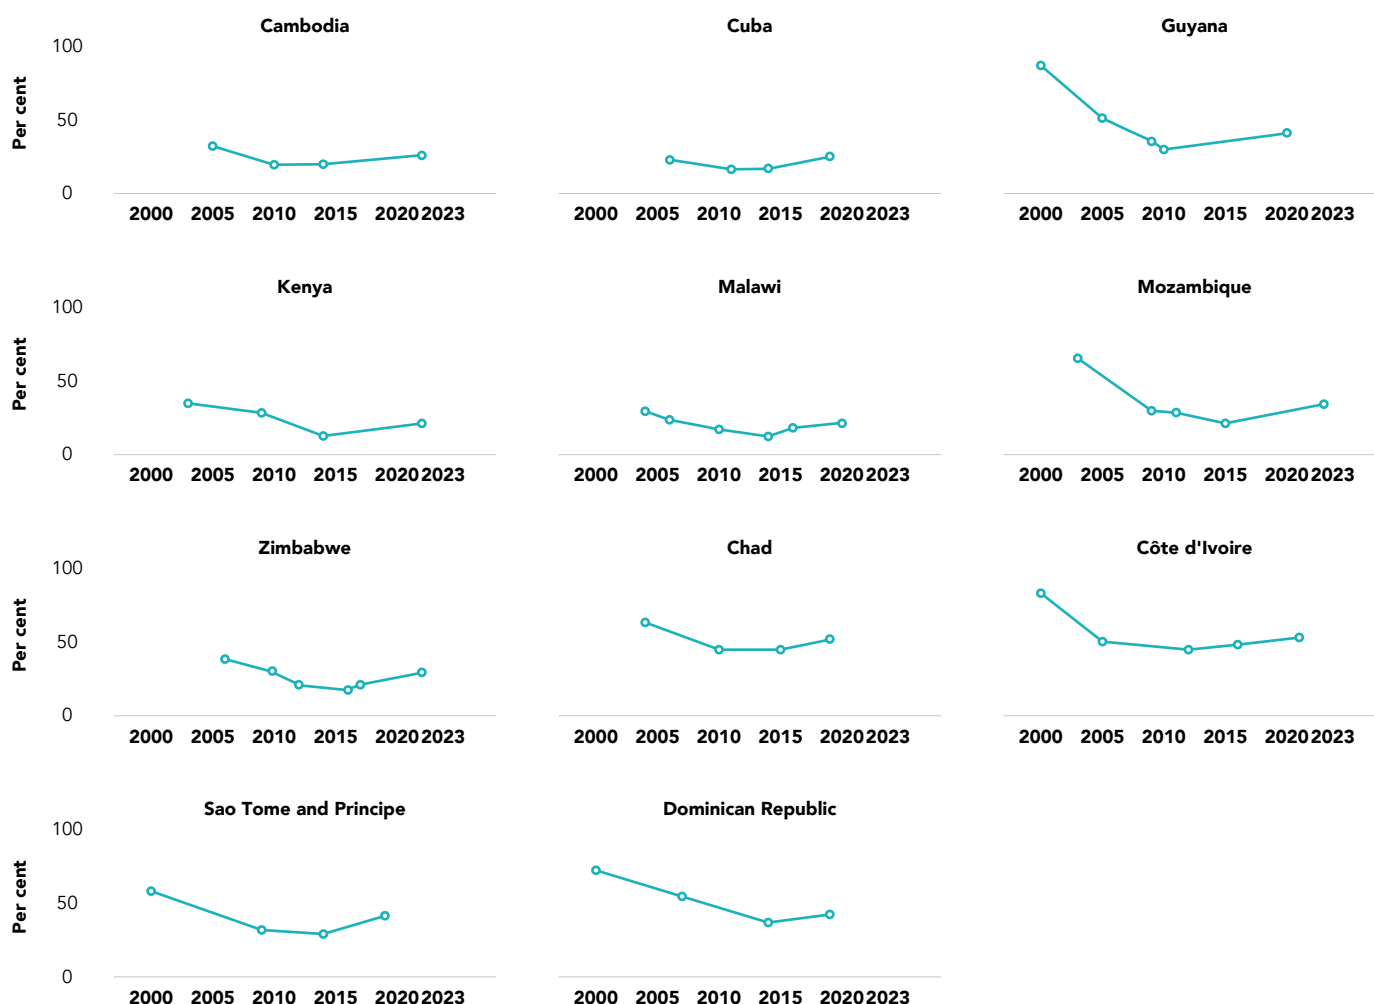 Cambodia Cuba Guyana
100
50
0
Per cent
2000 2005 2010 2015 2020 2023 2000 2005 2010 2015 2020 2023 2000 2005 2010 2015 2020 2023
Kenya Malawi Mozambique
100
50
0
Per cent
2000 2005 2010 2015 2020 2023 2000 2005 2010 2015 2020 2023 2000 2005 2010 2015 2020 2023
Zimbabwe Chad Côte d'Ivoire
100
50
0
Per cent
2000 2005 2010 2015 2020 2023 2000 2005 2010 2015 2020 2023 2000 2005 2010 2015 2020 2023
Sao Tome and Principe Dominican Republic
100
50
0
Per cent
2000 2005 2010 2015 2020 2023 2000 2005 2010 2015 2020 2023